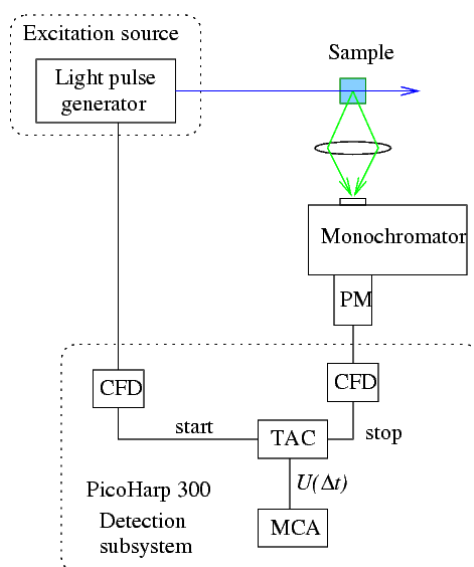 Excitation source
Light pulse
generator
Sample
Monochromator
PM
CFD
CFD
start
TAC
stop
U(Δt)
PicoHarp 300
Detection
subsystem
MCA